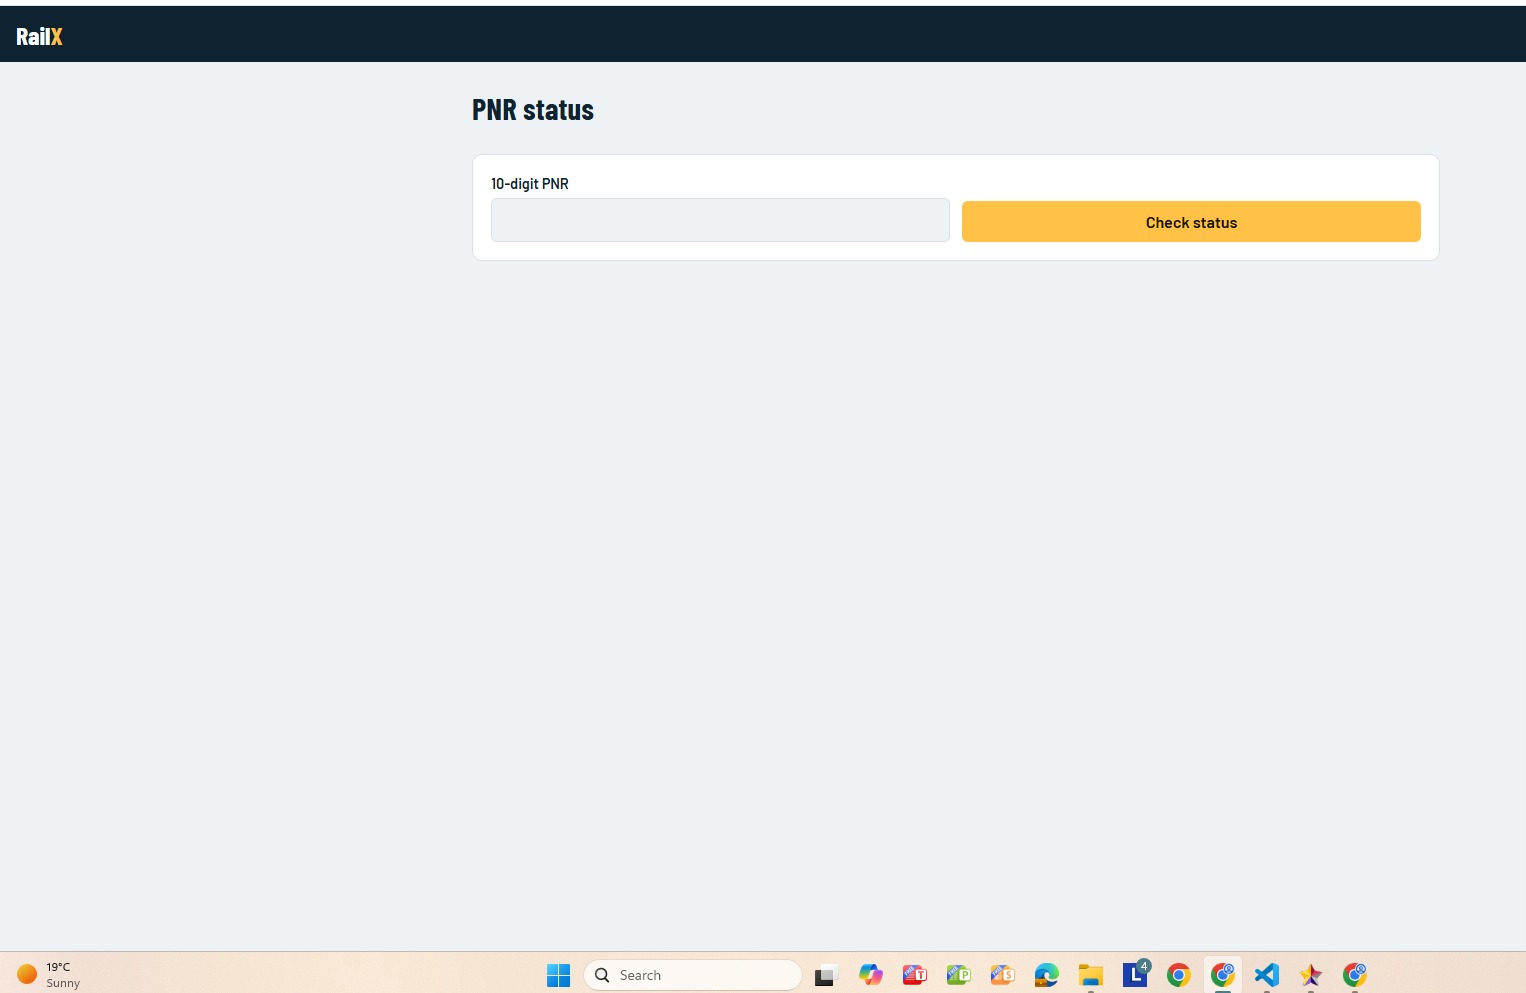 RailX
PNR status
10-digit PNR
Check status
19°C
Sunny
Search
4